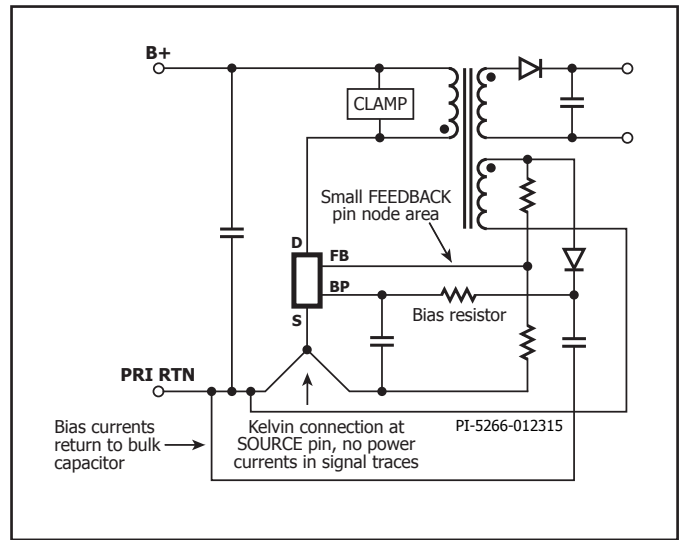 B+
CLAMP
Small FEEDBACK
pin node area
D
FB
BP
S
Bias resistor
PRI RTN
PI-5266-012315
Bias currents
return to bulk
capacitor
Kelvin connection at
SOURCE pin, no power
currents in signal traces